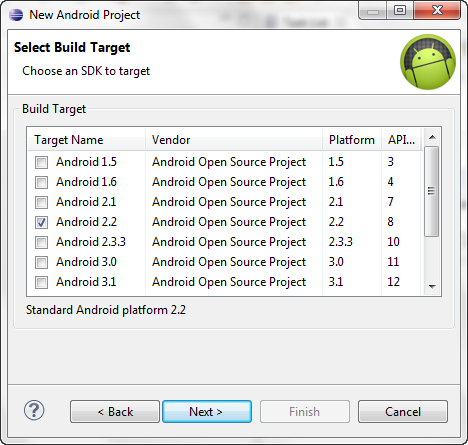 New Android Project
Select Build Target
Choose an SDK to target
Build Target
Target Name Vendor Platform API...
Android 1.5 Android Open Source Project 1.5 3
Android 1.6 Android Open Source Project 1.6 4
Android 2.1 Android Open Source Project 2.1 7
Android 2.2 Android Open Source Project 2.2 8
Android 2.3.3 Android Open Source Project 2.3.3 10
Android 3.0 Android Open Source Project 3.0 11
Android 3.1 Android Open Source Project 3.1 12
Standard Android platform 2.2
? < Back Next > Finish Cancel